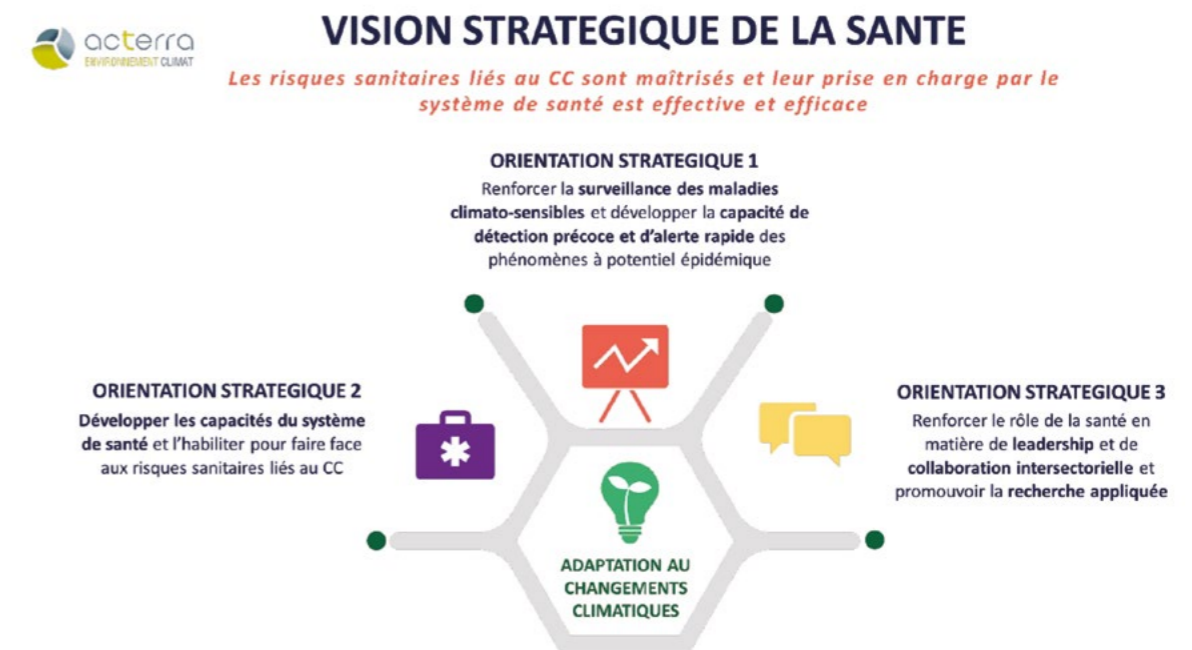 acterra
ENVIRONNEMENT CLIMAT
VISION STRATEGIQUE DE LA SANTE
Les risques sanitaires liés au CC sont maîtrisés et leur prise en charge par le
système de santé est effective et efficace
ORIENTATION STRATEGIQUE 1
Renforcer la surveillance des maladies
climato-sensibles et développer la capacité de
détection précoce et d'alerte rapide des
phénomènes à potentiel épidémique
ORIENTATION STRATEGIQUE 2
Développer les capacités du système
de santé et l'habiliter pour faire face
aux risques sanitaires liés au CC
ORIENTATION STRATEGIQUE 3
Renforcer le rôle de la santé en
matière de leadership et de
collaboration intersectorielle et
promouvoir la recherche appliquée
ADAPTATION AU
CHANGEMENTS
CLIMATIQUES